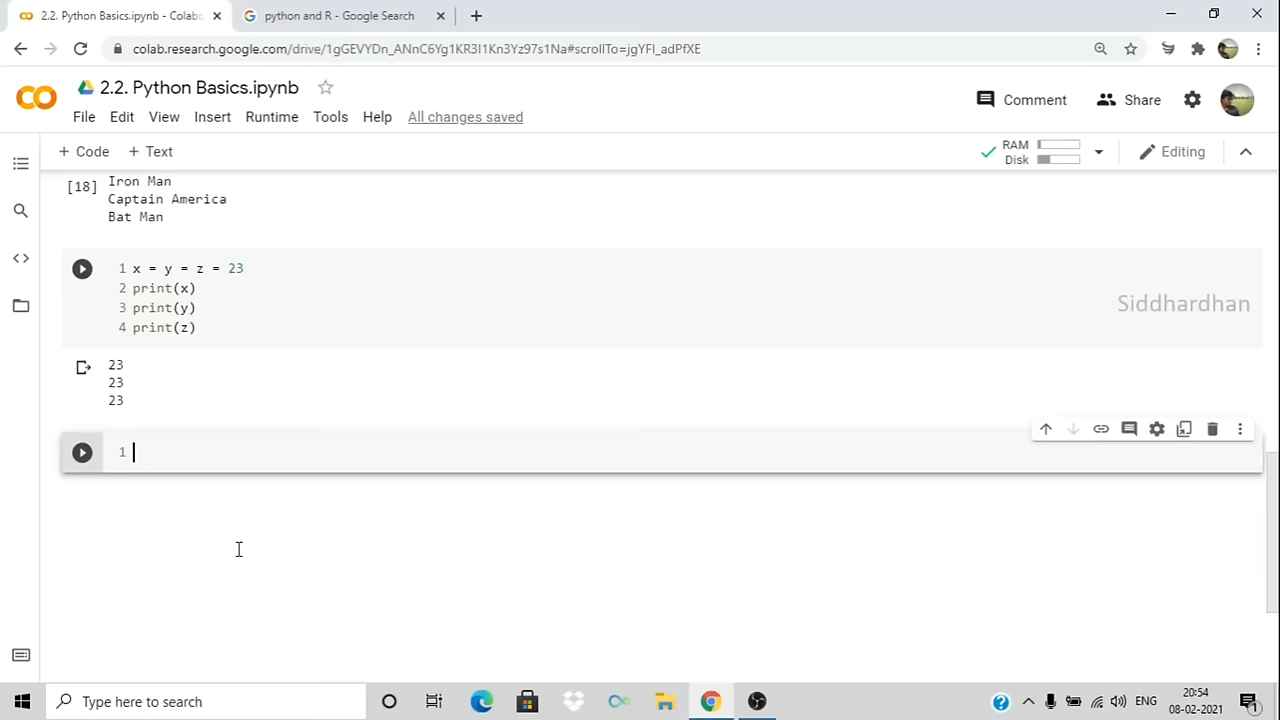 2.2. Python Basics.ipynb - Colabo
python and R - Google Search
colab.research.google.com/drive/1gGEVYDn_ANnC6Yg1KR3I1Kn3Yz97s1Na#scrollTo=jgYFI_adPfXE
2.2. Python Basics.ipynb
Comment
Share
File Edit View Insert Runtime Tools Help All changes saved
+ Code + Text
RAM
Disk
Editing
[18] Iron Man
Captain America
Bat Man
1 x = y = z = 23
2 print(x)
3 print(y)
4 print(z)
Siddhardhan
23
23
23
1
Type here to search
ENG
20:54
08-02-2021
1